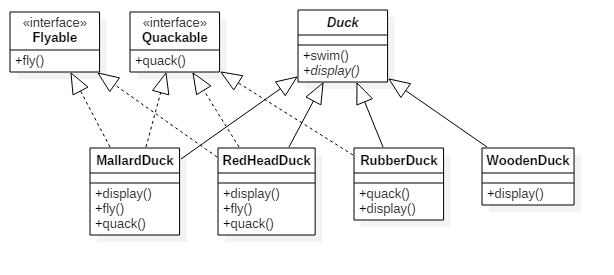 «interface»
Flyable
+fly()
«interface»
Quackable
+quack()
Duck
+swim()
+display()
MallardDuck
+display()
+fly()
+quack()
RedHeadDuck
+display()
+fly()
+quack()
RubberDuck
+quack()
+display()
WoodenDuck
+display()